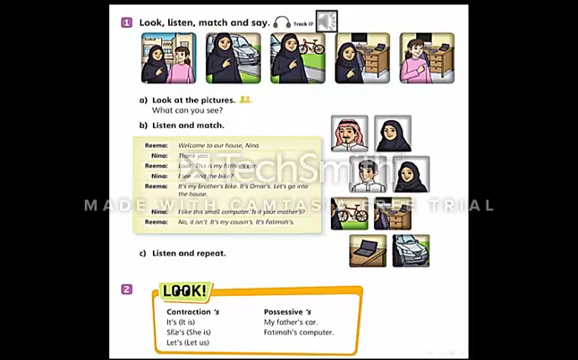 1 Look, listen, match and say. Track 17
a) Look at the pictures.
What can you see?
b) Listen and match.
Reema: Welcome to our house, Nina.
Nina: Thank you.
Reema: Look. This is my father's car.
Nina: I see. And the bike?
Reema: It's my brother's bike. It's Omar's. Let's go into
the house.
Nina: I like this small computer. Is it your mother's?
Reema: No, it isn't. It's my cousin's. It's Fatimah's.
TechSmith
MADE WITH CAMTASIA FREE TRIAL
c) Listen and repeat.
2 LOOK!
Contraction 's Possessive 's
It's (It is) My father's car.
She's (She is) Fatimah's computer.
Let's (Let us)